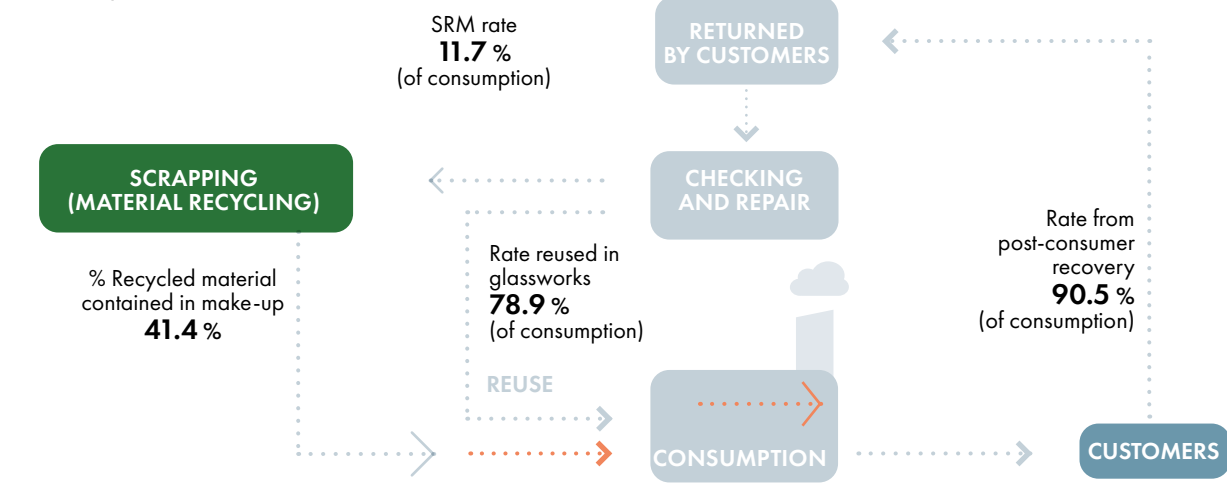 SRM rate
11.7 %
(of consumption)
RETURNED
BY CUSTOMERS
SCRAPPING
(MATERIAL RECYCLING)
CHECKING
AND REPAIR
% Recycled material
contained in make-up
41.4 %
Rate reused in
glassworks
78.9 %
(of consumption)
Rate from
post-consumer
recovery
90.5 %
(of consumption)
REUSE
CONSUMPTION
CUSTOMERS